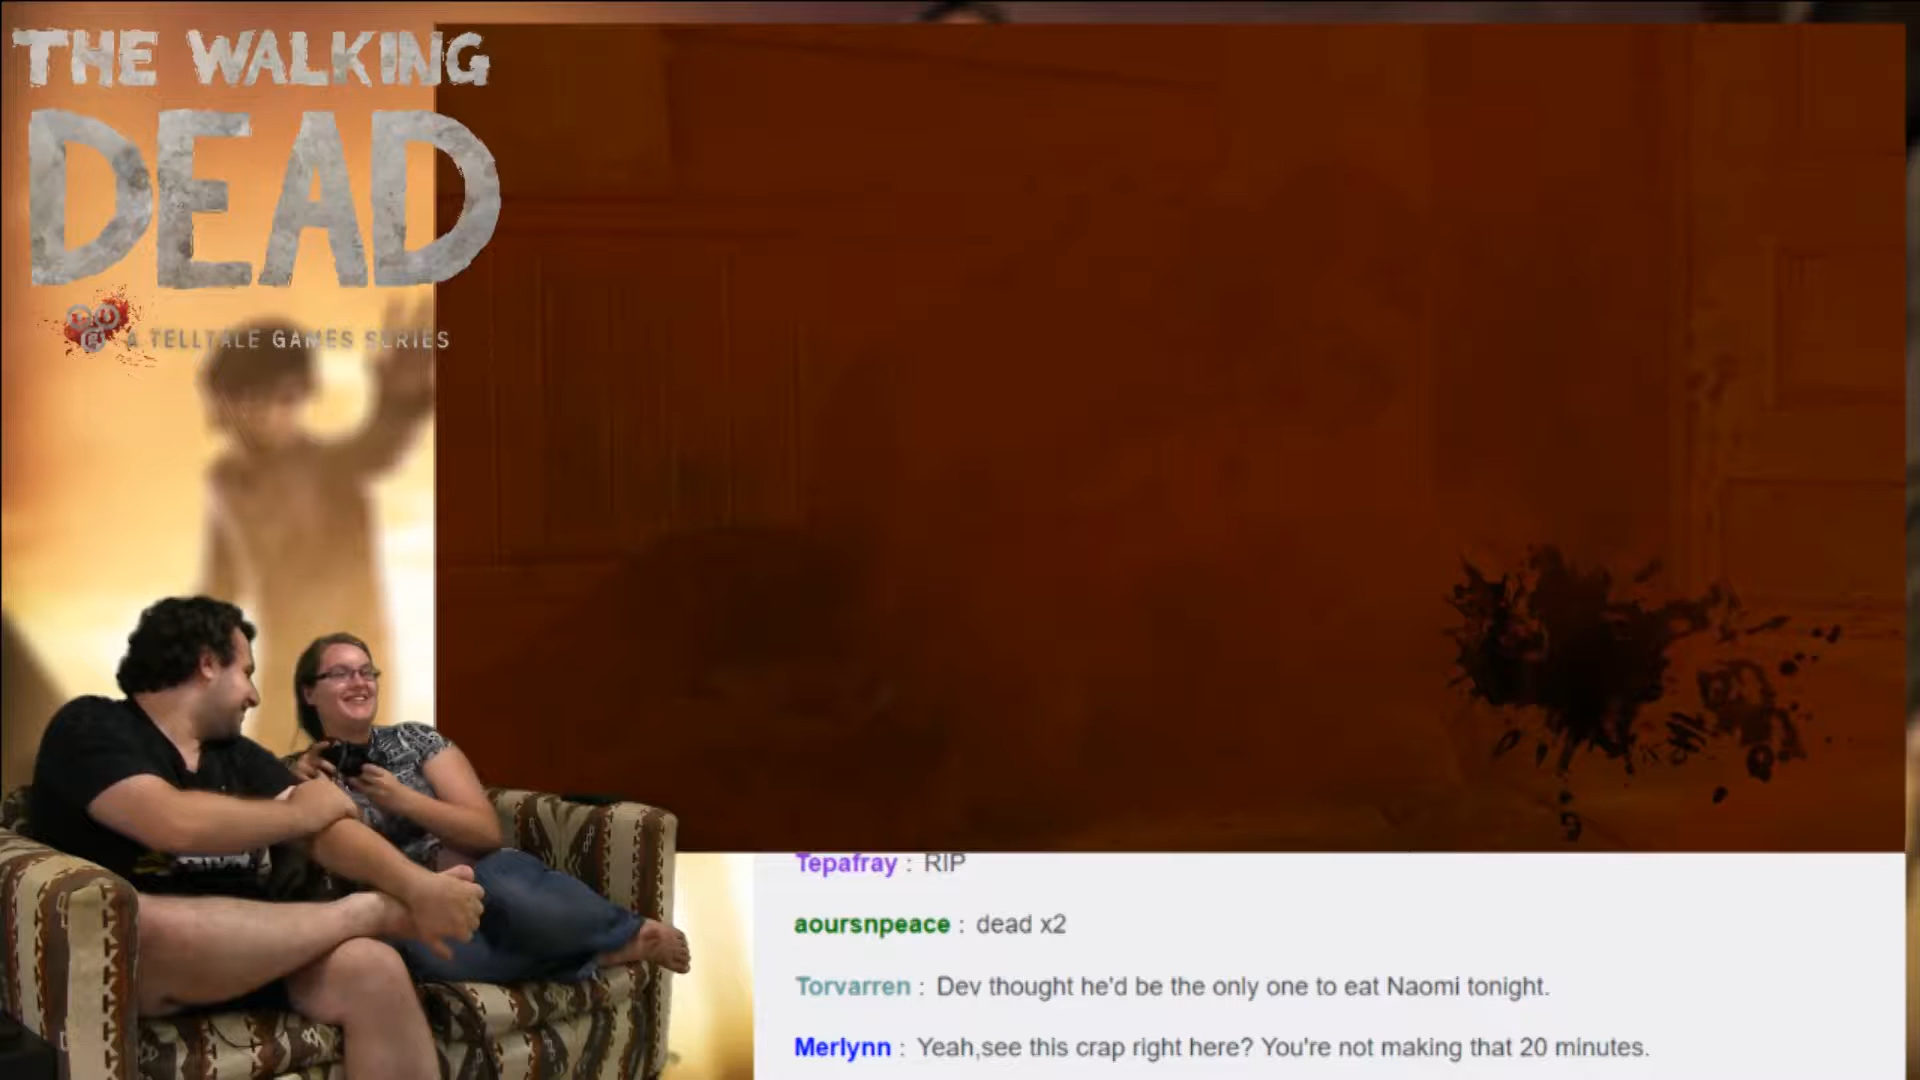 THE WALKING
DEAD
A TELLTALE GAMES SERIES
Tepafray : RIP
aoursnpeace : dead x2
Torvarren : Dev thought he'd be the only one to eat Naomi tonight.
Merlynn : Yeah,see this crap right here? You're not making that 20 minutes.